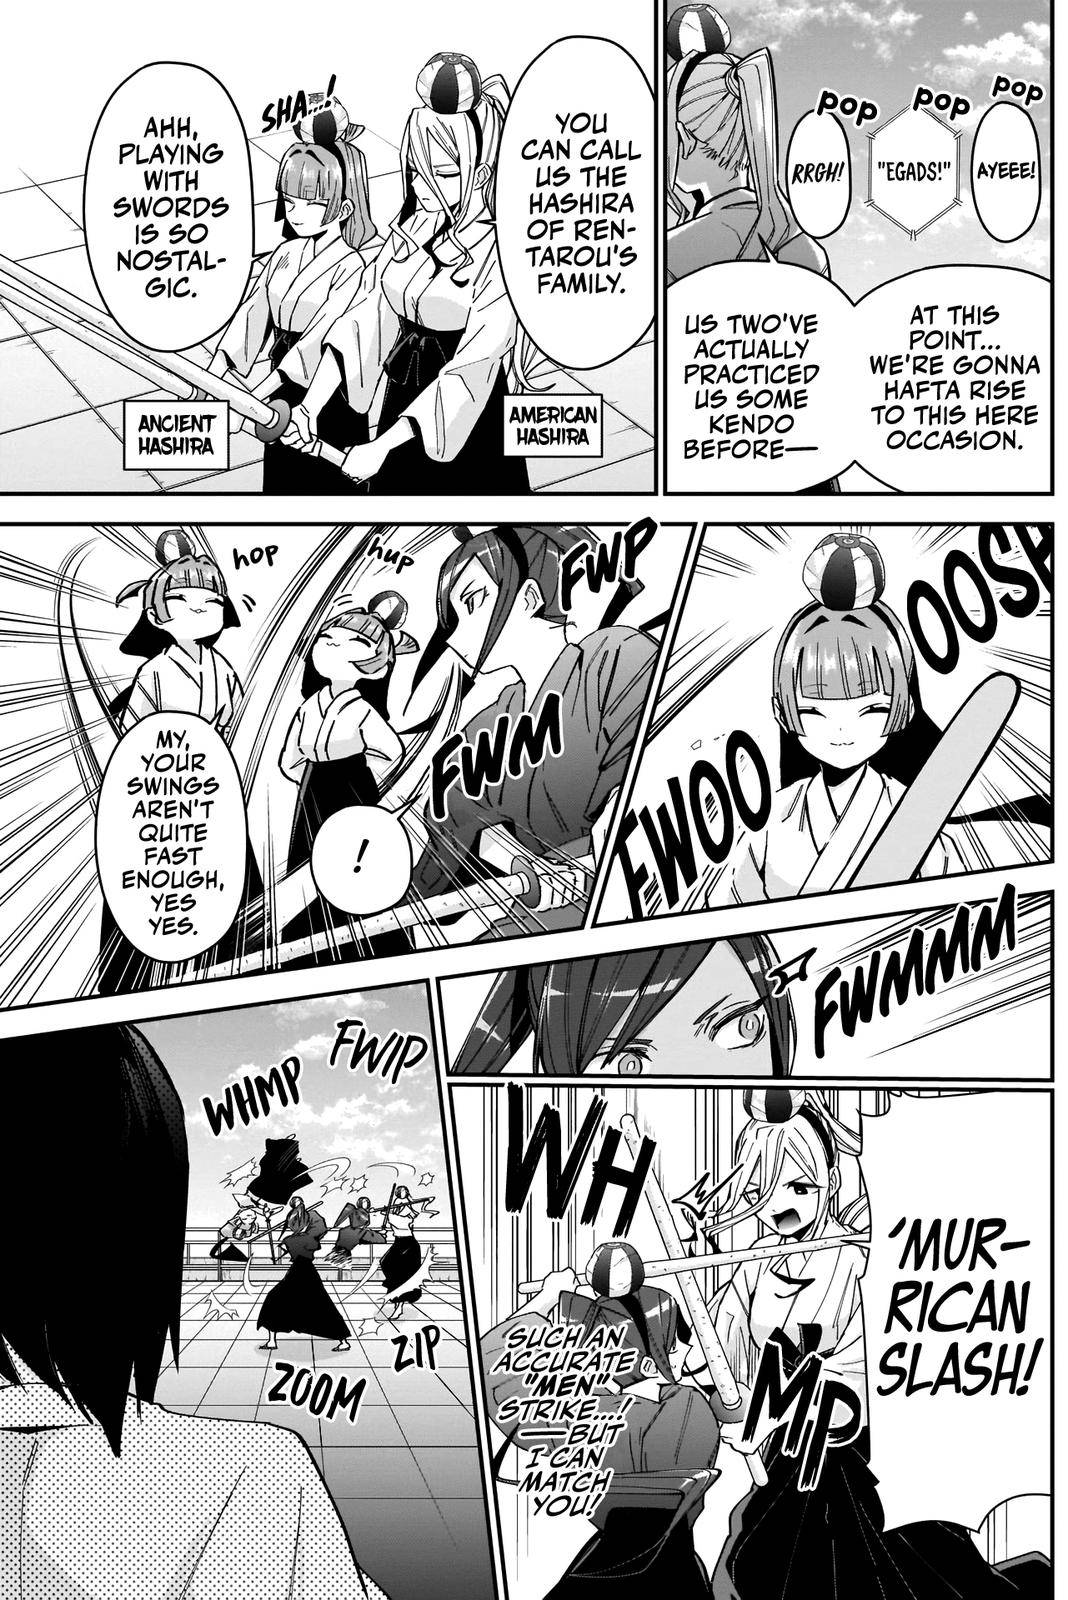 pop
AYEEE!
pop
"EGADS!"
pop
RRGH!
AT THIS
POINT...
WE'RE GONNA
HAFTA RISE
TO THIS HERE
OCCASION.
US TWO'VE
ACTUALLY
PRACTICED
US SOME
KENDO
BEFORE—
YOU
CAN CALL
US THE
HASHIRA
OF REN-
TAROU'S
FAMILY.
AMERICAN
HASHIRA
SHA...!
AHH,
PLAYING
WITH
SWORDS
IS SO
NOSTAL-
GIC.
ANCIENT
HASHIRA
FWOO
OOSH
FWP
FWM
hup
hop
!
MY,
YOUR
SWINGS
AREN'T
QUITE
FAST
ENOUGH,
YES
YES.
FWMMM
'MUR-
RICAN
SLASH!
WH
MP
SUCH AN
ACCURATE
"MEN"
STRIKE...!
—BUT
I CAN
MATCH
YOU!
FWIP
WHMP
ZIP
ZOOM